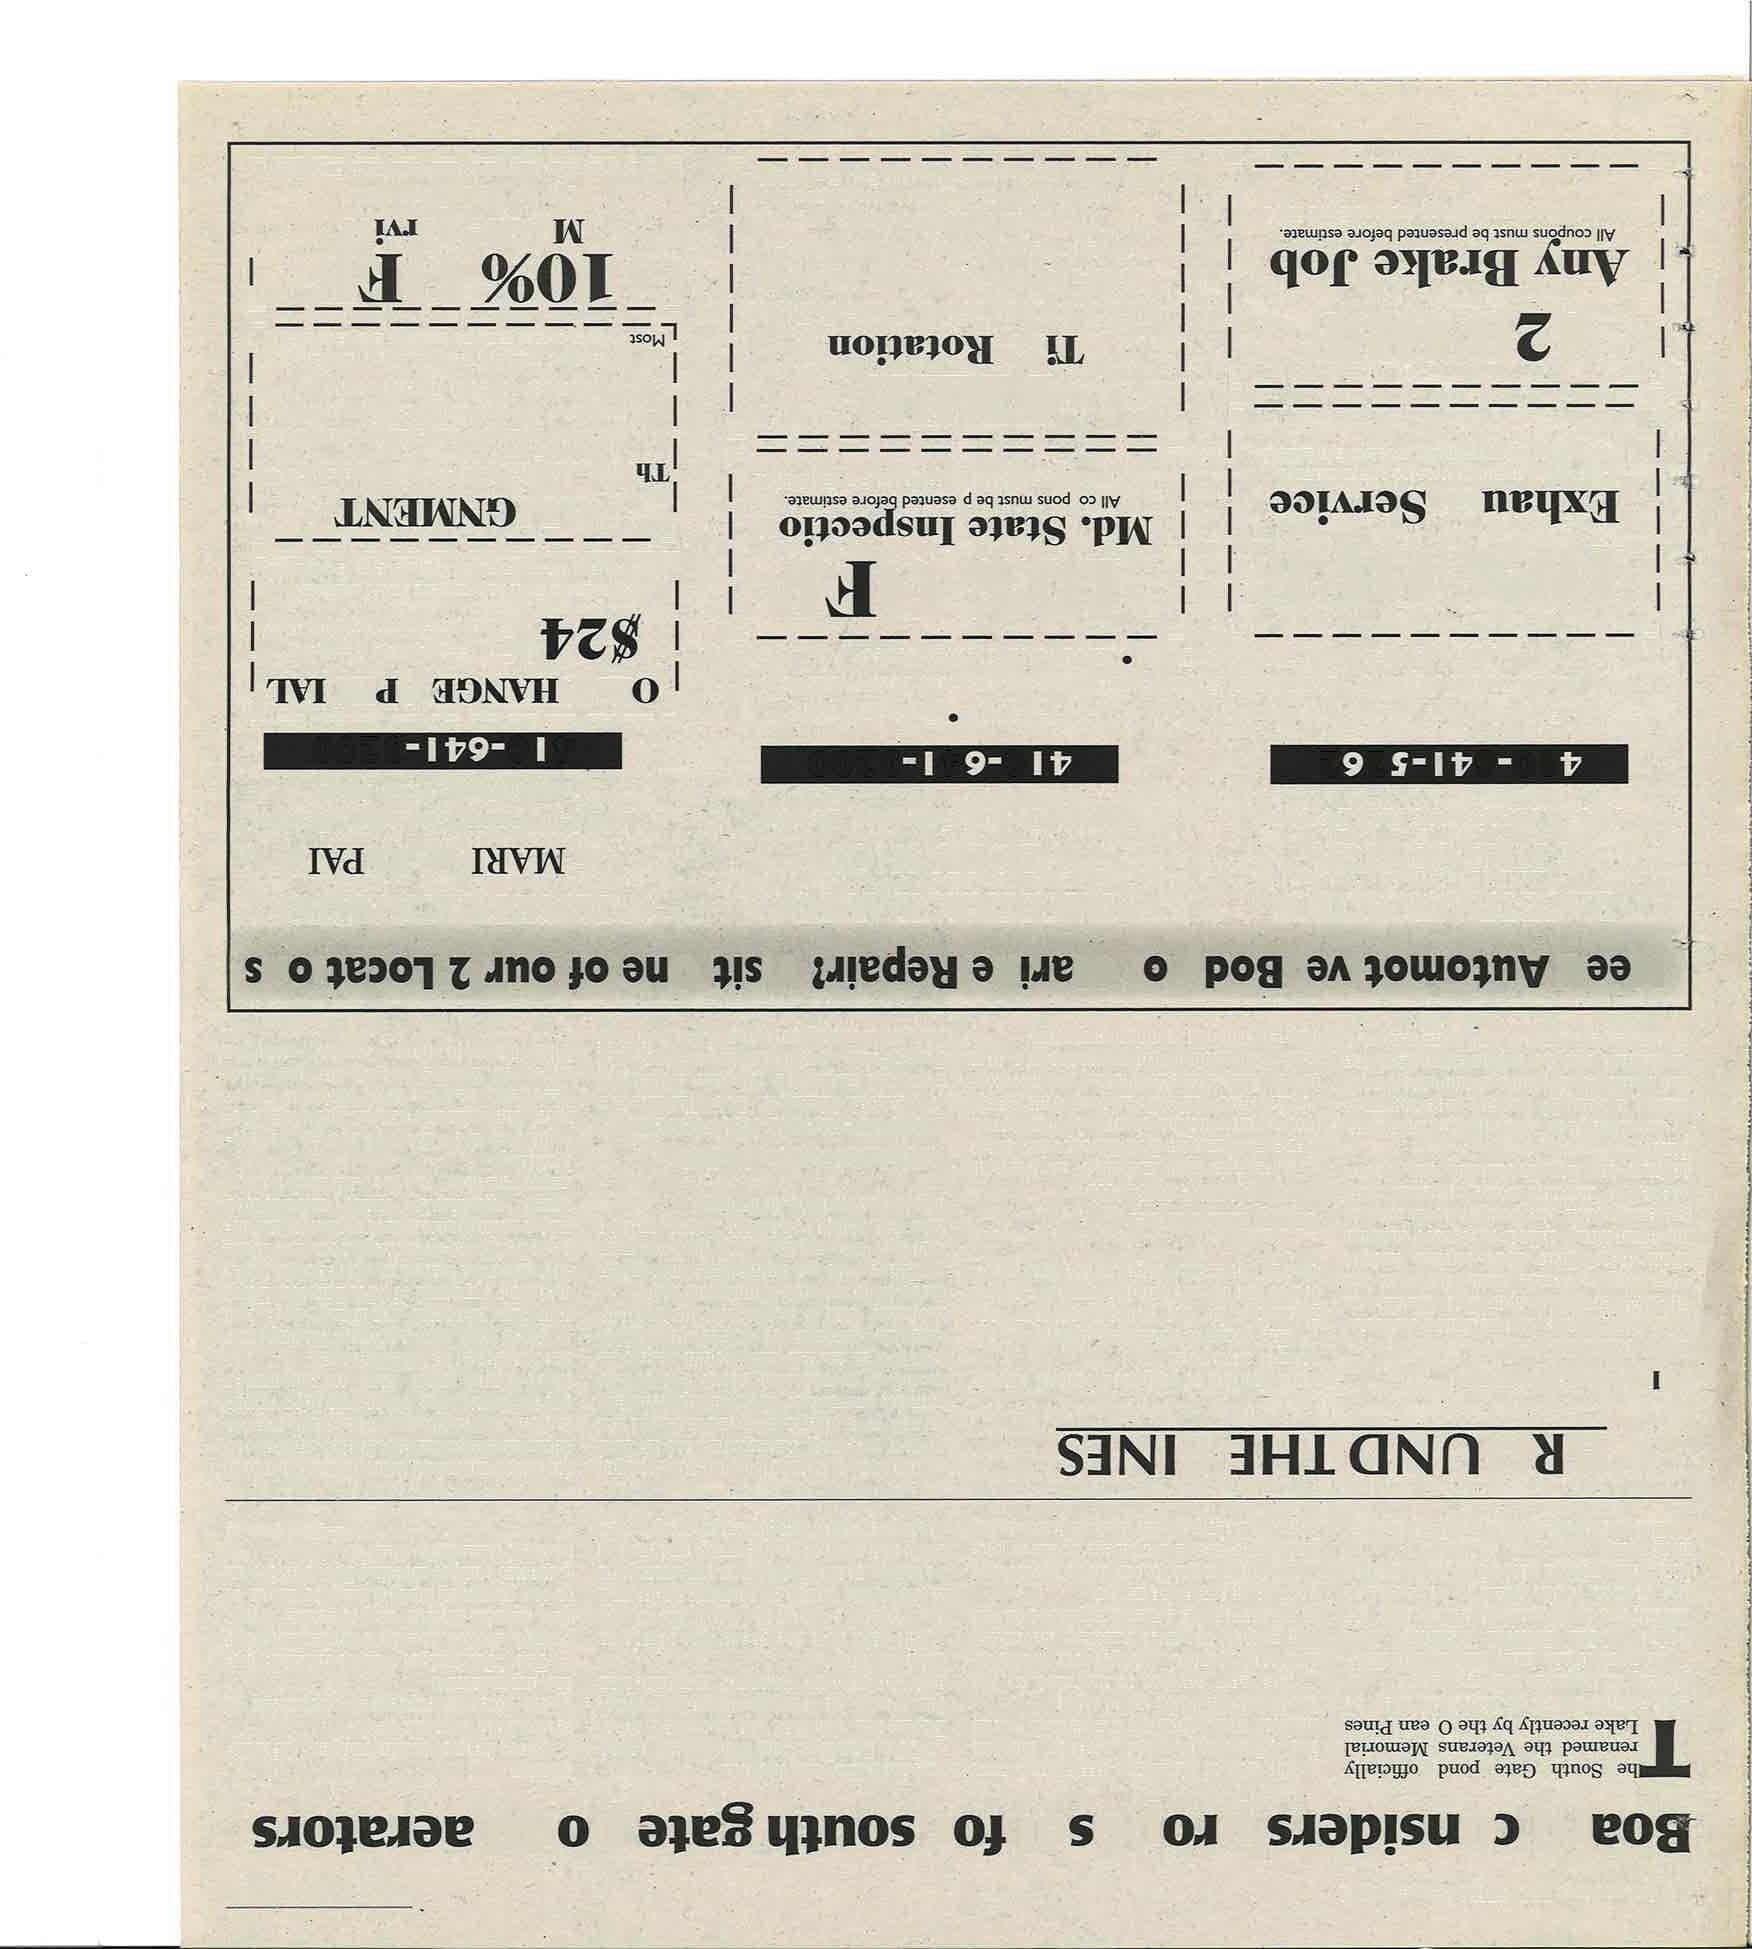 Boa c nsiders ro s fo south gate o aerators
The South Gate pond officially
renamed the Veterans Memorial
Lake recently by the O ean Pines
R UND THE INES
I
ee Automot ve Bod o ari e Repair? sit ne of our 2 Locat o s
MARI PAI
4 - 41-5 6
41 -6 1-
1 -641-
Exhau Service
2
Any Brake Job
All coupons must be presented before estimate.
F
Md. State Inspectio
All co pons must be p esented before estimate.
Ti Rotation
O HANGE P IAL
$24
GNMENT
Th
Most
10% F
M rvi